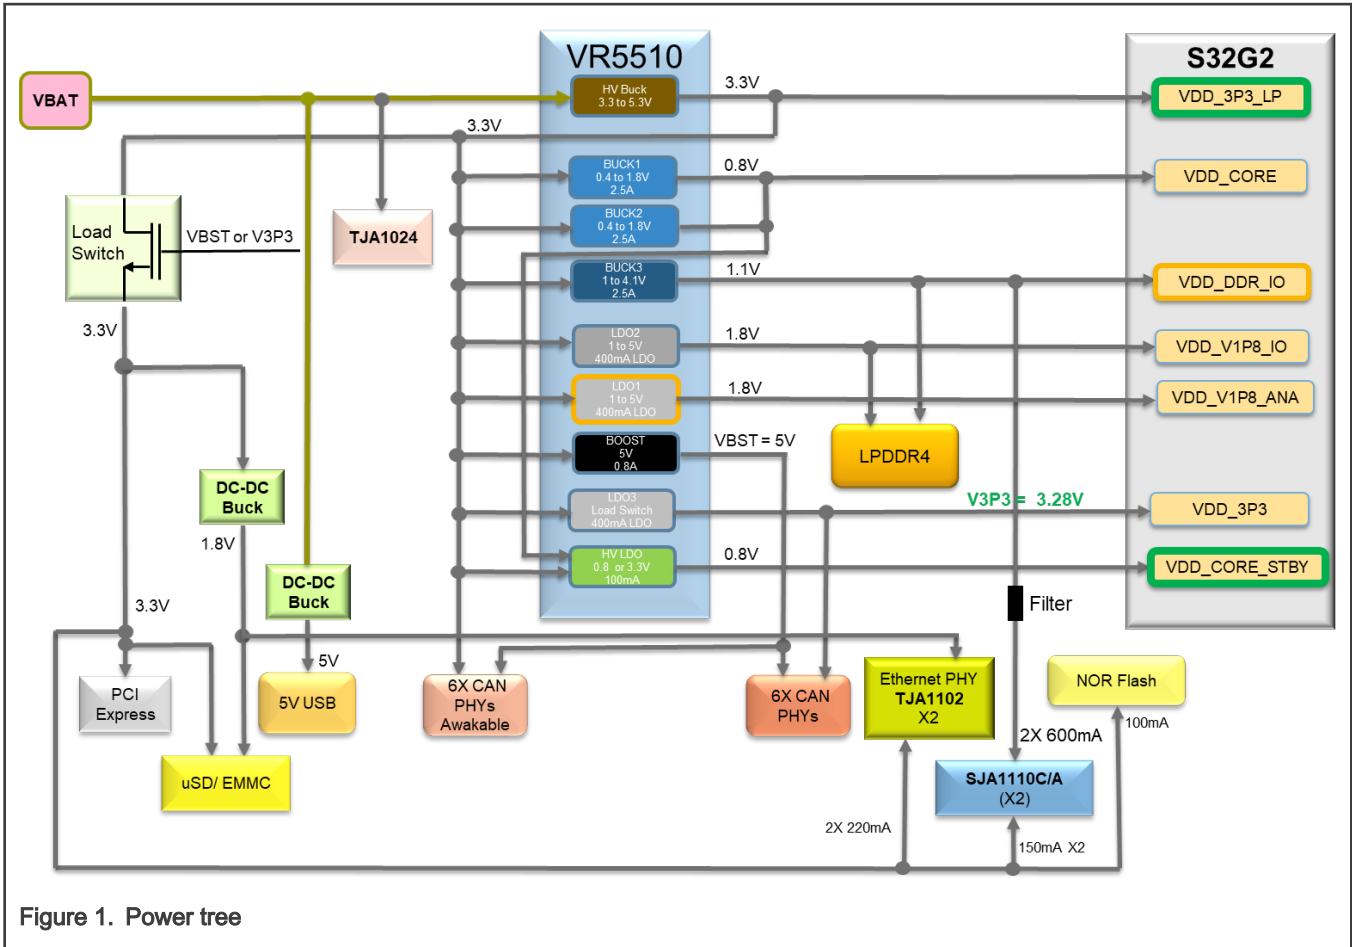 VR5510
S32G2
VBAT
HV Buck
3.3 to 5.3V
3.3V
VDD_3P3_LP
3.3V
BUCK1
0.4 to 1.8V
2.5A
0.8V
VDD_CORE
Load
Switch
VBST or V3P3
TJA1024
BUCK2
0.4 to 1.8V
2.5A
BUCK3
1 to 4.1V
2.5A
1.1V
VDD_DDR_IO
3.3V
LDO2
1 to 5V
400mA LDO
1.8V
VDD_V1P8_IO
LDO1
1 to 5V
400mA LDO
1.8V
VDD_V1P8_ANA
BOOST
5V
0.8A
VBST = 5V
LPDDR4
DC-DC
Buck
LDO3
Load Switch
400mA LDO
V3P3 = 3.28V
VDD_3P3
1.8V
HV LDO
0.8 or 3.3V
100mA
0.8V
VDD_CORE_STBY
DC-DC
Buck
3.3V
Filter
5V
PCI
Express
5V USB
6X CAN
PHYs
Awakable
6X CAN
PHYs
Ethernet PHY
TJA1102
X2
NOR Flash
100mA
2X 600mA
uSD/ EMMC
SJA1110C/A
(X2)
2X 220mA
150mA X2
Figure 1. Power tree